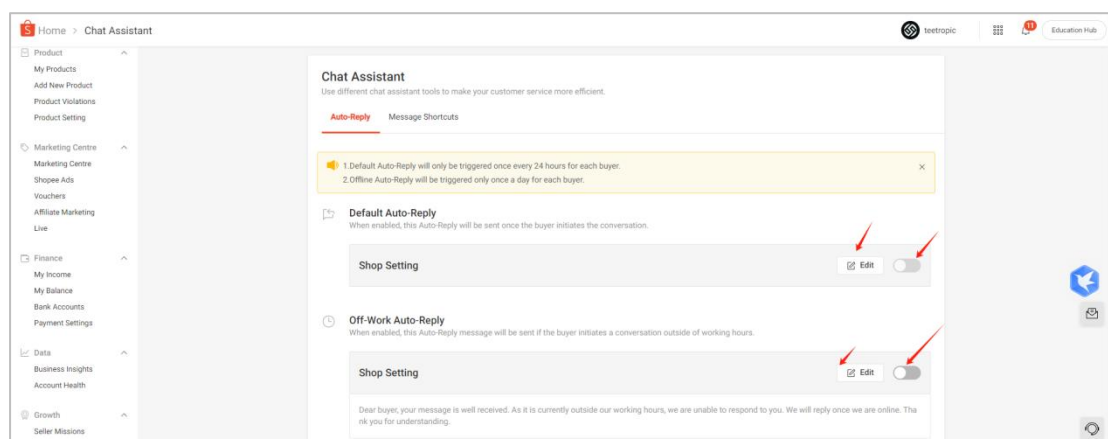 Home > Chat Assistant
teetropic
11
Education Hub
Product
My Products
Add New Product
Product Violations
Product Setting
Marketing Centre
Marketing Centre
Shopee Ads
Vouchers
Affiliate Marketing
Live
Finance
My Income
My Balance
Bank Accounts
Payment Settings
Data
Business Insights
Account Health
Growth
Seller Missions
Chat Assistant
Use different chat assistant tools to make your customer service more efficient.
Auto-Reply Message Shortcuts
1.Default Auto-Reply will only be triggered once every 24 hours for each buyer.
2.Offline Auto-Reply will be triggered only once a day for each buyer.
Default Auto-Reply
When enabled, this Auto-Reply will be sent once the buyer initiates the conversation.
Shop Setting
Edit
Off-Work Auto-Reply
When enabled, this Auto-Reply message will be sent if the buyer initiates a conversation outside of working hours.
Shop Setting
Edit
Dear buyer, your message is well received. As it is currently outside our working hours, we are unable to respond to you. We will reply once we are online. Tha
nk you for understanding.